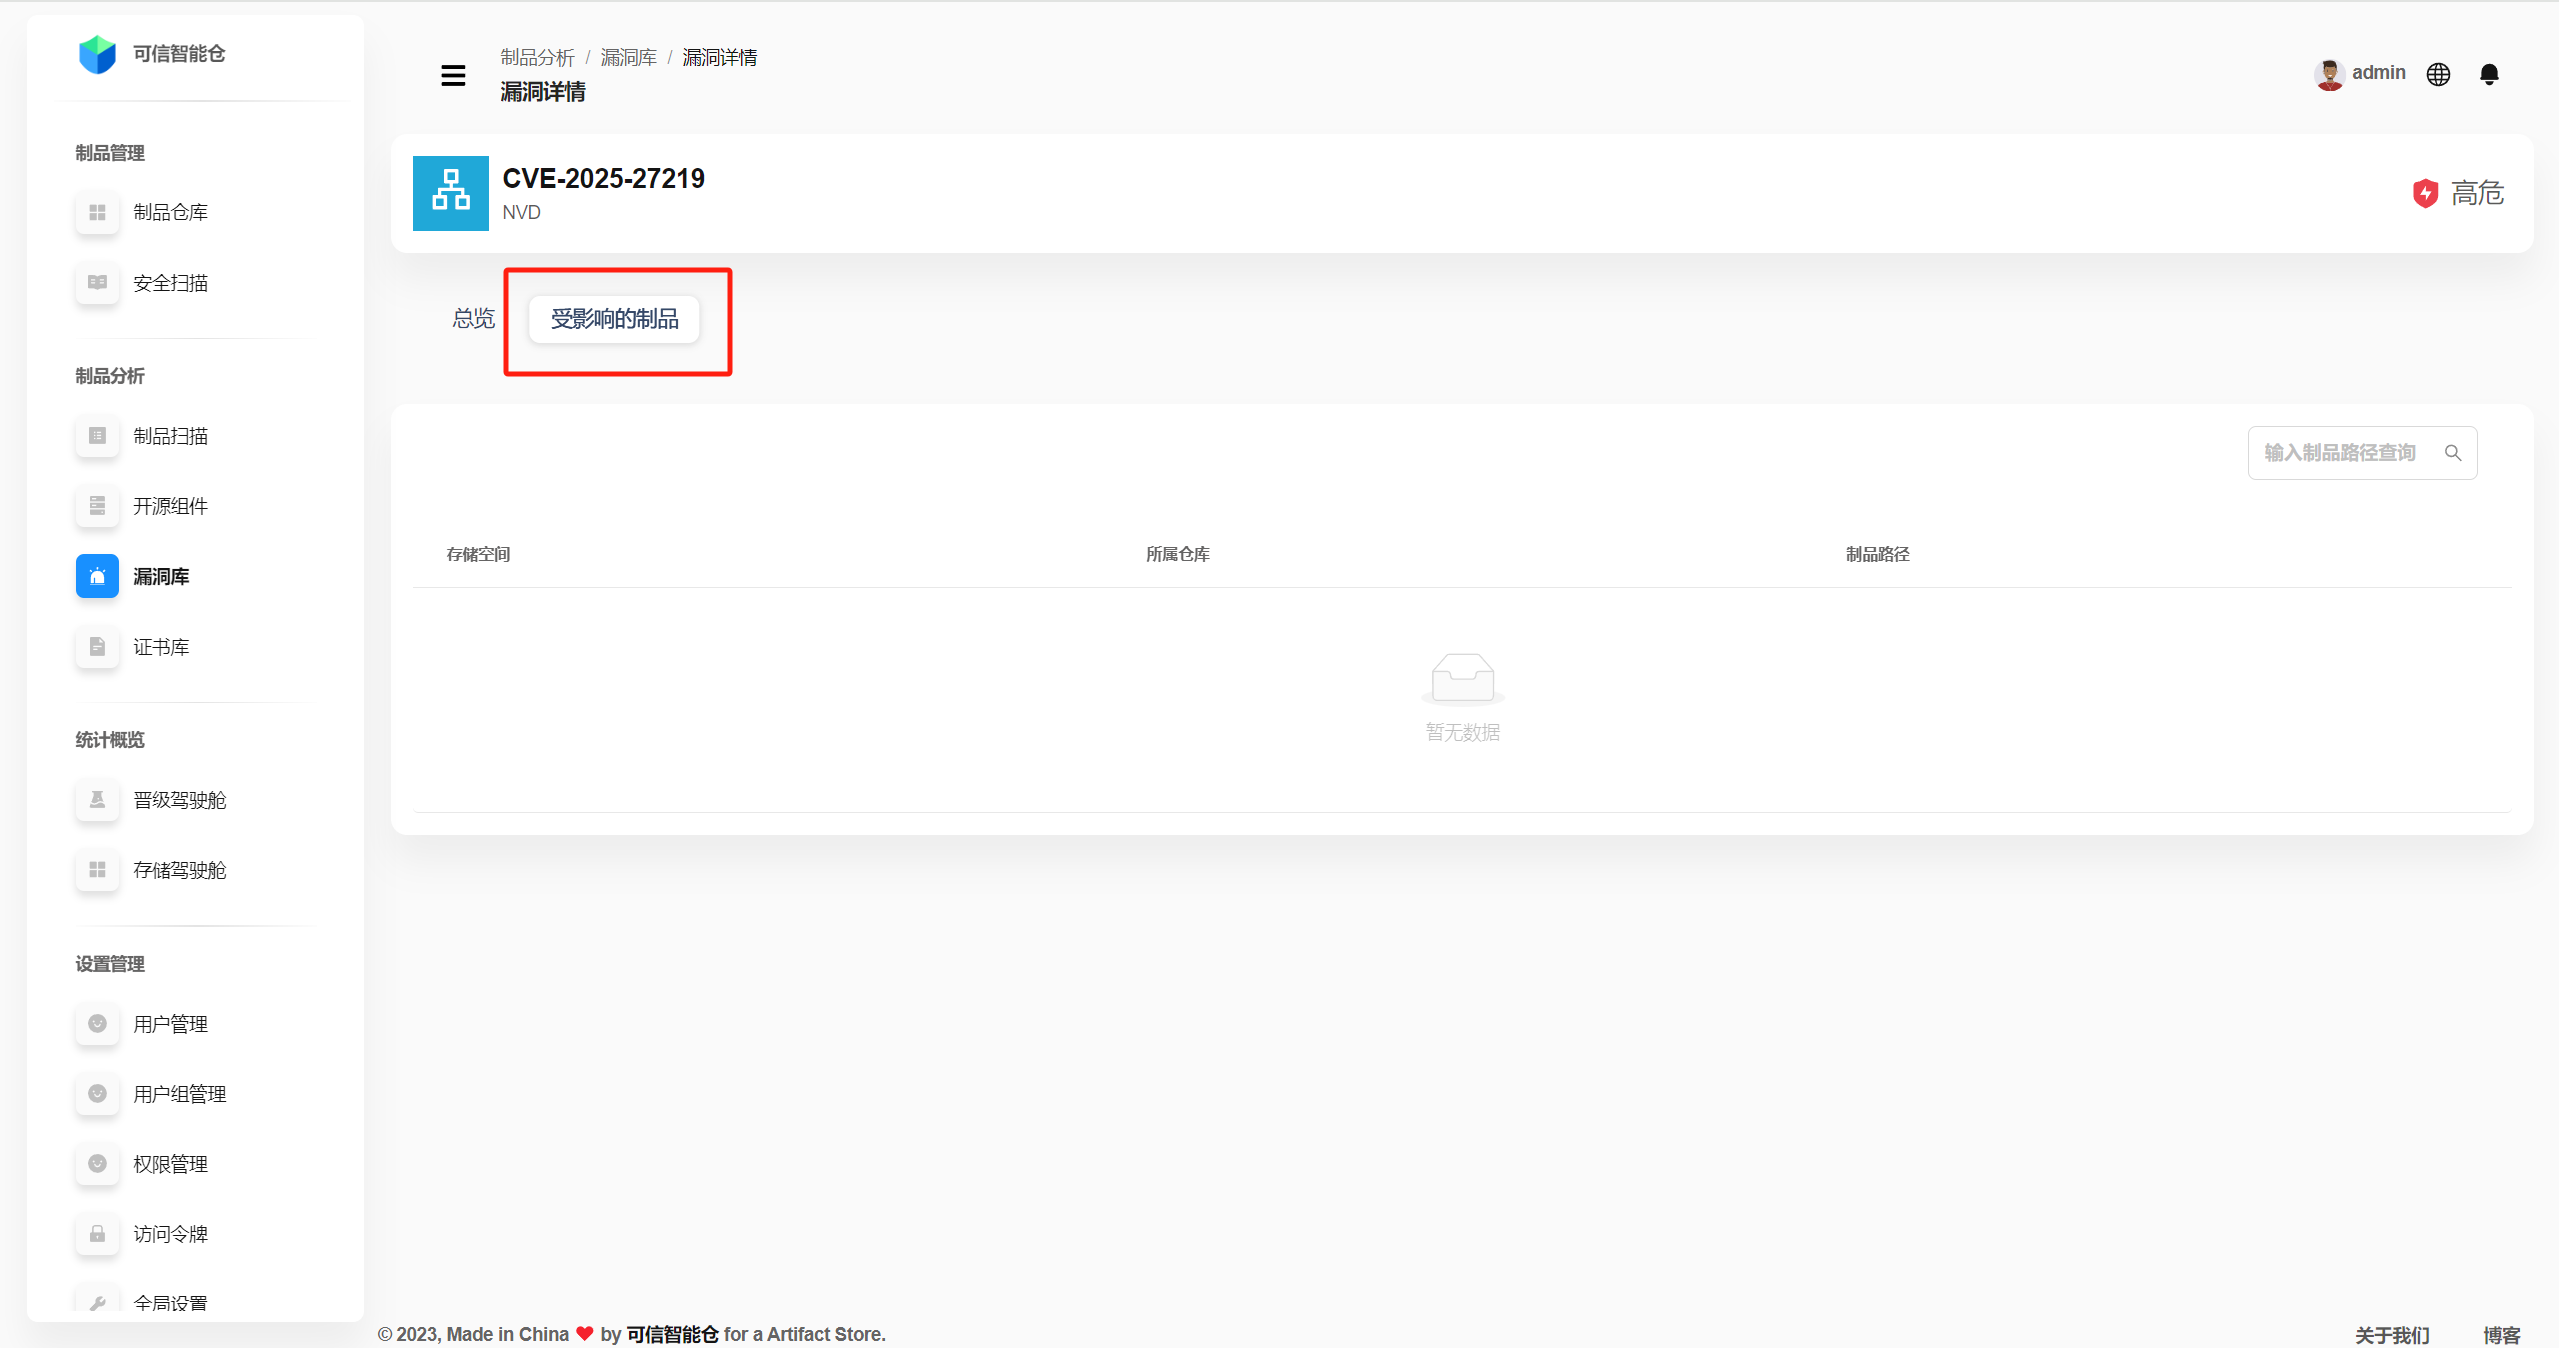 可信智能仓
制品管理
制品仓库
安全扫描
制品分析
制品扫描
开源组件
漏洞库
证书库
统计概览
晋级驾驶舱
存储驾驶舱
设置管理
用户管理
用户组管理
权限管理
访问令牌
全局设置
制品分析 / 漏洞库 / 漏洞详情
漏洞详情
admin
CVE-2025-27219
NVD
高危
总览 受影响的制品
输入制品路径查询
存储空间 所属仓库 制品路径
暂无数据
© 2023, Made in China ❤ by 可信智能仓 for a Artifact Store.
关于我们 博客